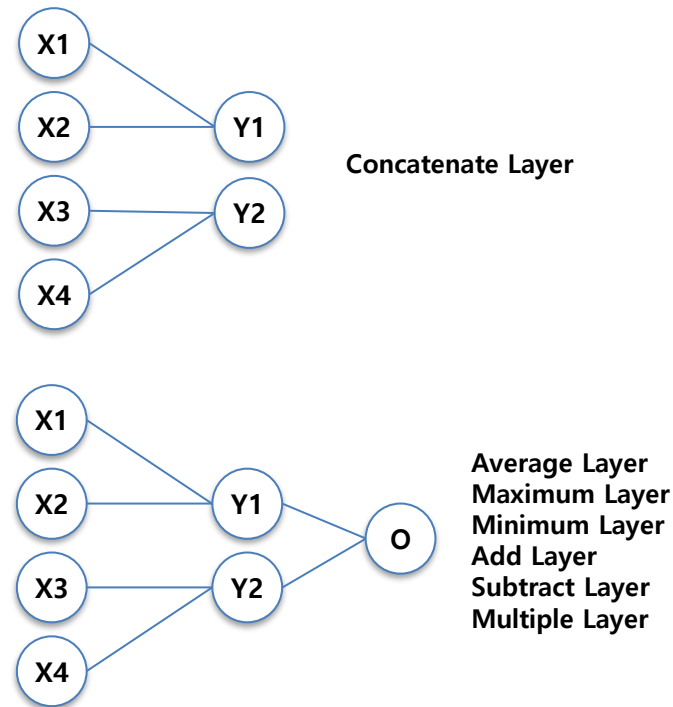 X1
X2
Y1
Concatenate Layer
X3
Y2
X4
X1
X2
Y1
X3
Y2
X4
O
Average Layer
Maximum Layer
Minimum Layer
Add Layer
Subtract Layer
Multiple Layer